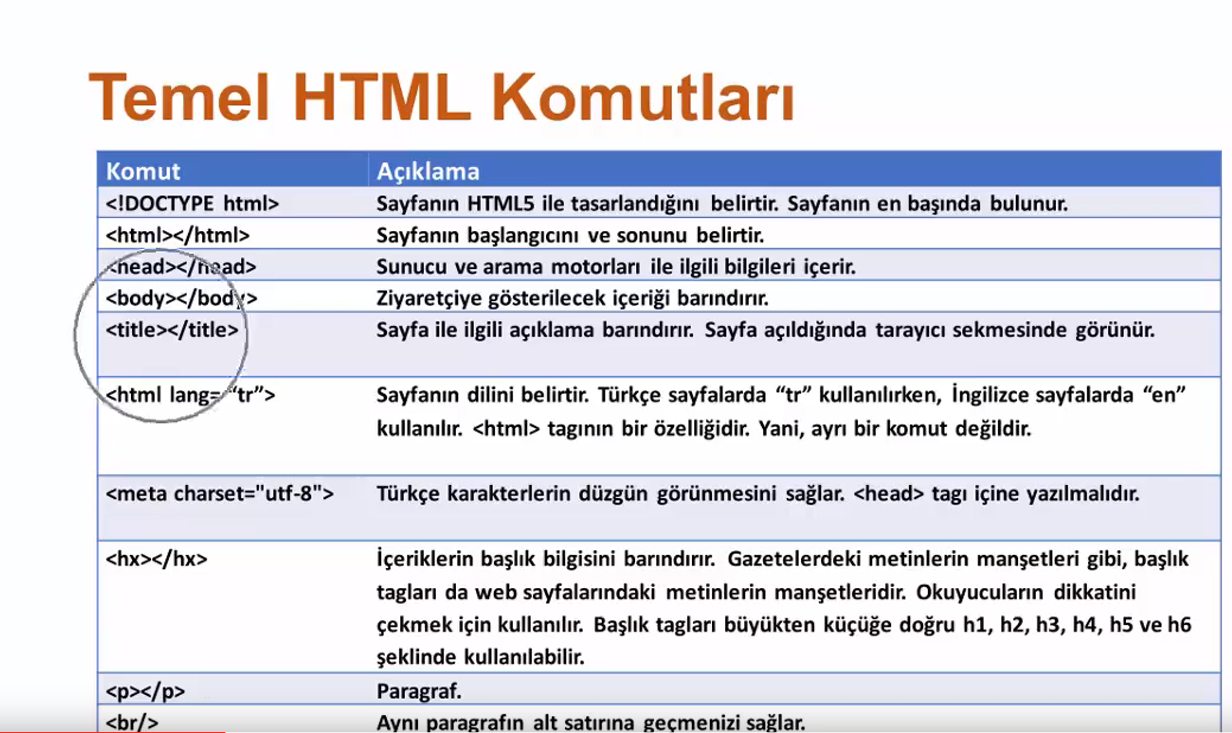 Temel HTML Komutları
Komut Açıklama
<!DOCTYPE html> Sayfanın HTML5 ile tasarlandığını belirtir. Sayfanın en başında bulunur.
<html></html> Sayfanın başlangıcını ve sonunu belirtir.
<head></head> Sunucu ve arama motorları ile ilgili bilgileri içerir.
<body></body> Ziyaretçiye gösterilecek içeriği barındırır.
<title></title> Sayfa ile ilgili açıklama barındırır. Sayfa açıldığında tarayıcı sekmesinde görünür.
<html lang=“tr”> Sayfanın dilini belirtir. Türkçe sayfalarda “tr” kullanılırken, İngilizce sayfalarda “en”
kullanılır. <html> tagının bir özelliğidir. Yani, ayrı bir komut değildir.
<meta charset="utf-8"> Türkçe karakterlerin düzgün görünmesini sağlar. <head> tagı içine yazılmalıdır.
<hx></hx> İçeriklerin başlık bilgisini barındırır. Gazetelerdeki metinlerin manşetleri gibi, başlık
tagları da web sayfalarındaki metinlerin manşetleridir. Okuyucuların dikkatini
çekmek için kullanılır. Başlık tagları büyükten küçüğe doğru h1, h2, h3, h4, h5 ve h6
şeklinde kullanılabilir.
<p></p> Paragraf.
<br/> Aynı paragrafın alt satırına geçmenizi sağlar.